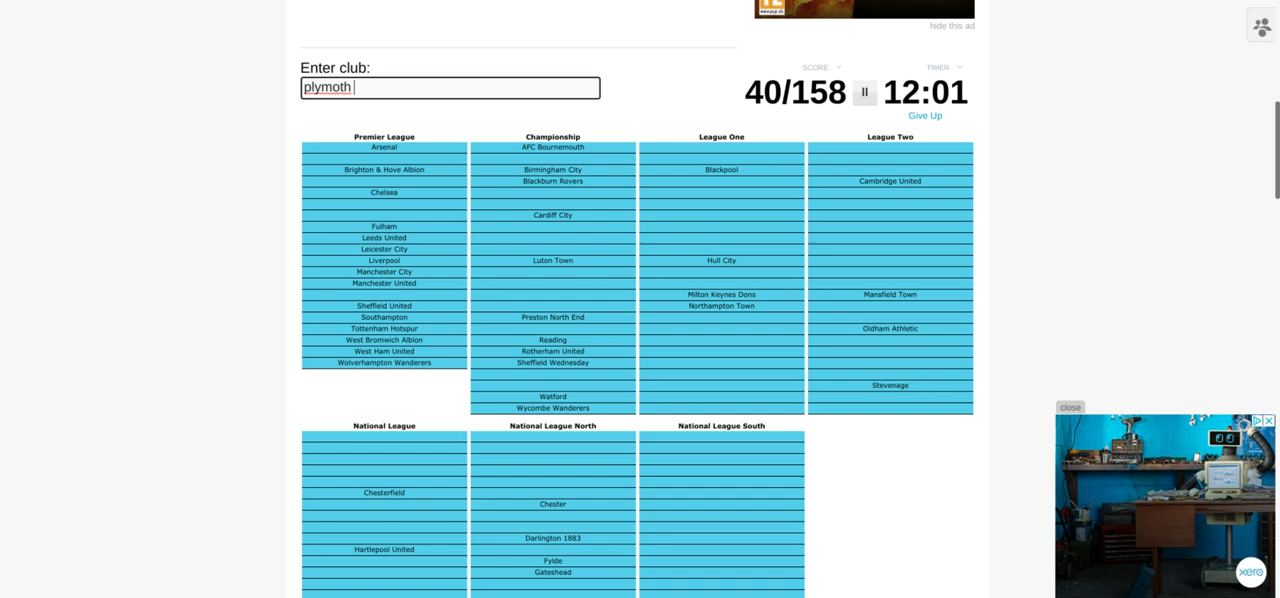 hide this ad
Enter club:
plymoth
SCORE
TIMER
40/158
12:01
Give Up
Premier League
Arsenal
Brighton & Hove Albion
Chelsea
Fulham
Leeds United
Leicester City
Liverpool
Manchester City
Manchester United
Sheffield United
Southampton
Tottenham Hotspur
West Bromwich Albion
West Ham United
Wolverhampton Wanderers
Championship
AFC Bournemouth
Birmingham City
Blackburn Rovers
Cardiff City
Luton Town
Preston North End
Reading
Rotherham United
Sheffield Wednesday
Watford
Wycombe Wanderers
League One
Blackpool
Hull City
Milton Keynes Dons
Northampton Town
League Two
Cambridge United
Mansfield Town
Oldham Athletic
Stevenage
National League
Chesterfield
Hartlepool United
National League North
Chester
Darlington 1883
Fylde
Gateshead
National League South
close
xero